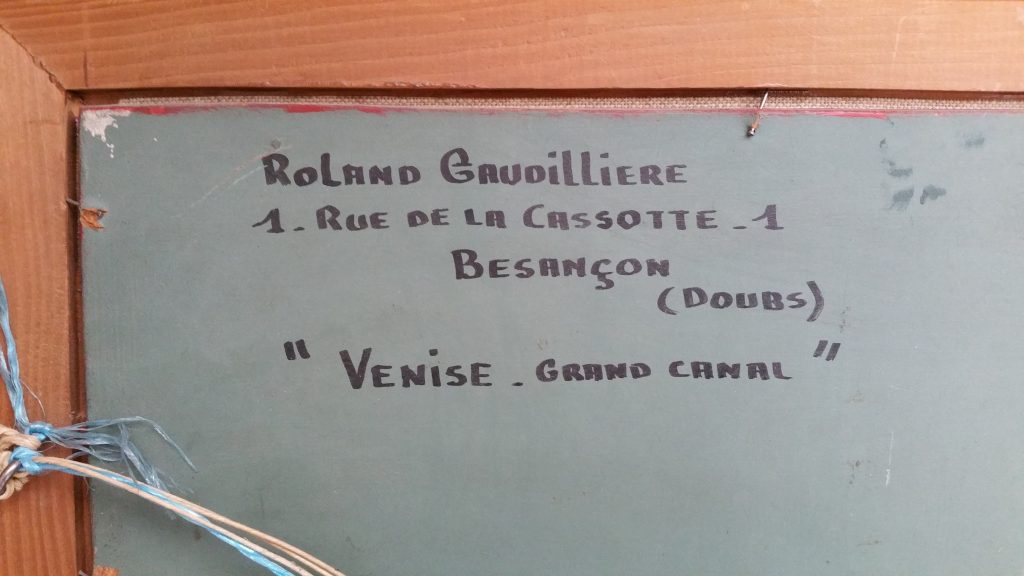 Roland Gaudilliere
1. Rue de la Cassotte - 1
Besançon
(Doubs)
" Venise - Grand Canal "